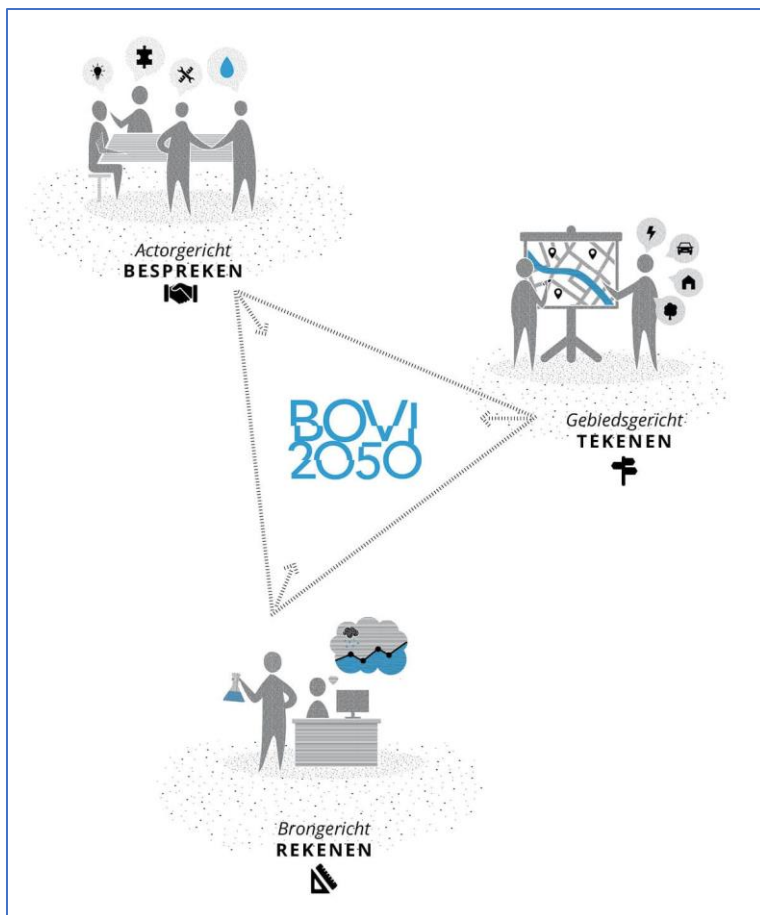 Actorgericht
BESPREKEN
BOVI
2050
Gebiedsgericht
TEKENEN
Brongericht
REKENEN